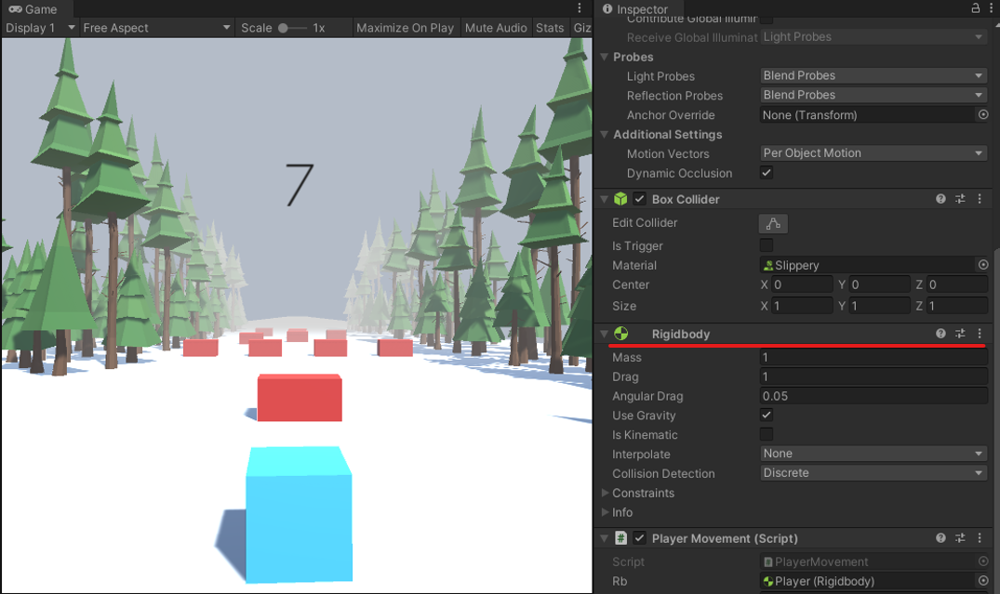 Game
Inspector
Display 1 Free Aspect Scale 1x Maximize On Play Mute Audio Stats Giz
Contribute Global Illumir
Receive Global Illuminat Light Probes
Probes
Light Probes Blend Probes
Reflection Probes Blend Probes
Anchor Override None (Transform)
Additional Settings
Motion Vectors Per Object Motion
Dynamic Occlusion
7
Box Collider
Edit Collider
Is Trigger
Material Slippery
Center X 0 Y 0 Z 0
Size X 1 Y 1 Z 1
Rigidbody
Mass 1
Drag 1
Angular Drag 0.05
Use Gravity
Is Kinematic
Interpolate None
Collision Detection Discrete
Constraints
Info
# Player Movement (Script)
Script PlayerMovement
Rb Player (Rigidbody)